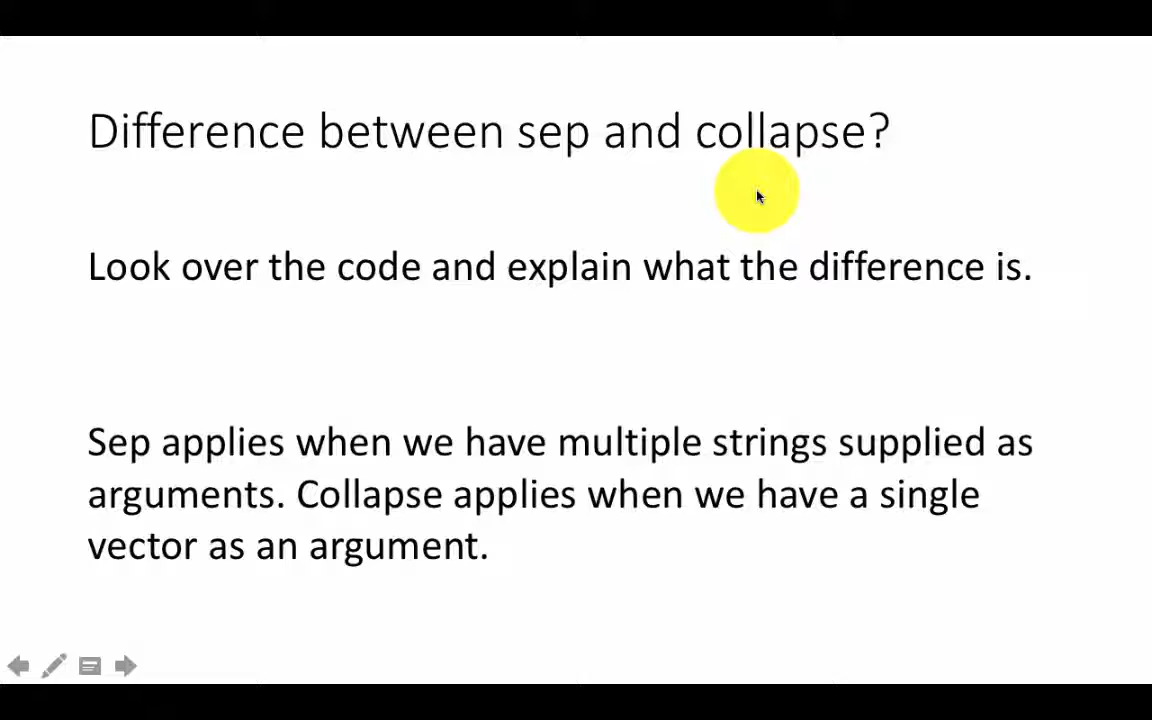 Difference between sep and collapse?
Look over the code and explain what the difference is.
Sep applies when we have multiple strings supplied as
arguments. Collapse applies when we have a single
vector as an argument.